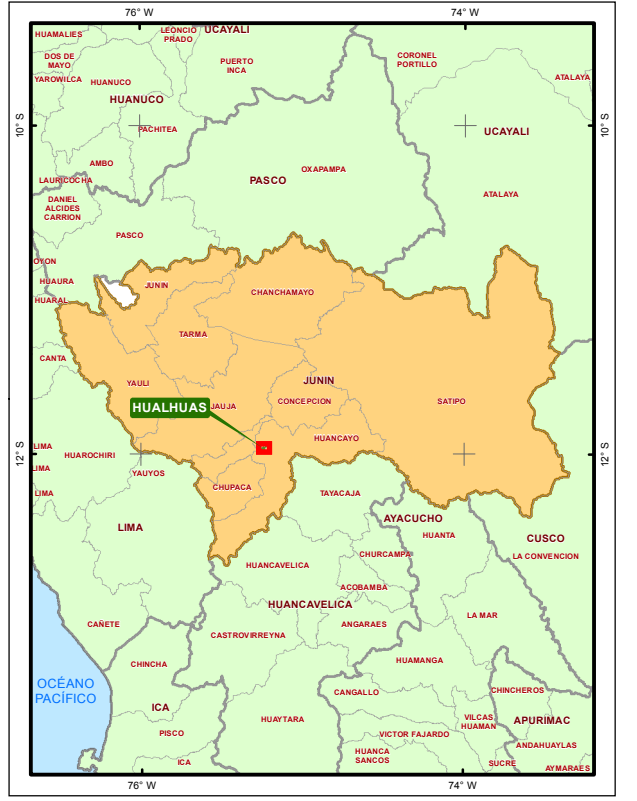 76° W
74° W
HUAMALIES
LEONCIO
PRADO
UCAYALI
DOS DE
MAYO
PUERTO
INCA
CORONEL
PORTILLO
YAROWILCA
HUANUCO
ATALAYA
HUANUCO
10° S
PACHITEA
UCAYALI
10° S
AMBO
OXAPAMPA
LAURICOCHA
PASCO
ATALAYA
DANIEL
ALCIDES
CARRION
PASCO
OYON
HUAURA
JUNIN
CHANCHAMAYO
HUARAL
TARMA
CANTA
YAULI
JUNIN
HUALHUAS
JAUJA
CONCEPCION
SATIPO
HUANCAYO
LIMA
HUAROCHIRI
12° S
12° S
LIMA
YAUYOS
CHUPACA
LIMA
TAYACAJA
AYACUCHO
LIMA
HUANTA
CUSCO
CHURCAMPA
LA CONVENCION
HUANCAVELICA
ACOBAMBA
HUANCAVELICA
LA MAR
CAÑETE
ANGARAES
CASTROVIRREYNA
CHINCHA
HUAMANGA
OCÉANO
PACÍFICO
CANGALLO
CHINCHEROS
ICA
HUAYTARA
VILCAS
HUAMAN
APURIMAC
PISCO
VICTOR FAJARDO
ANDAHUAYLAS
HUANCA
SANCOS
ICA
SUCRE
AYMARAES
76° W
74° W